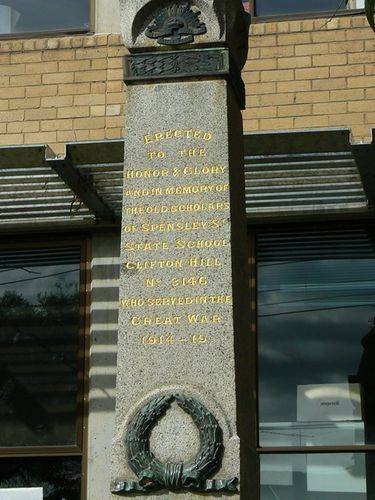 ERECTED
TO THE
HONOR & GLORY
AND IN MEMORY OF
THE OLD SCHOLARS
OF SPENSLEY ST
STATE SCHOOL
CLIFTON HILL
No 3146
WHO SERVED IN THE
GREAT WAR
1914-19